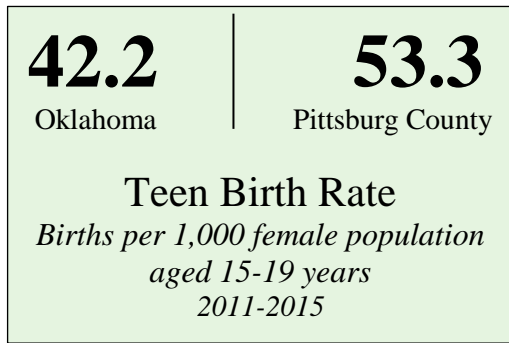 42.2
Oklahoma
53.3
Pittsburg County
Teen Birth Rate
Births per 1,000 female population
aged 15-19 years
2011-2015